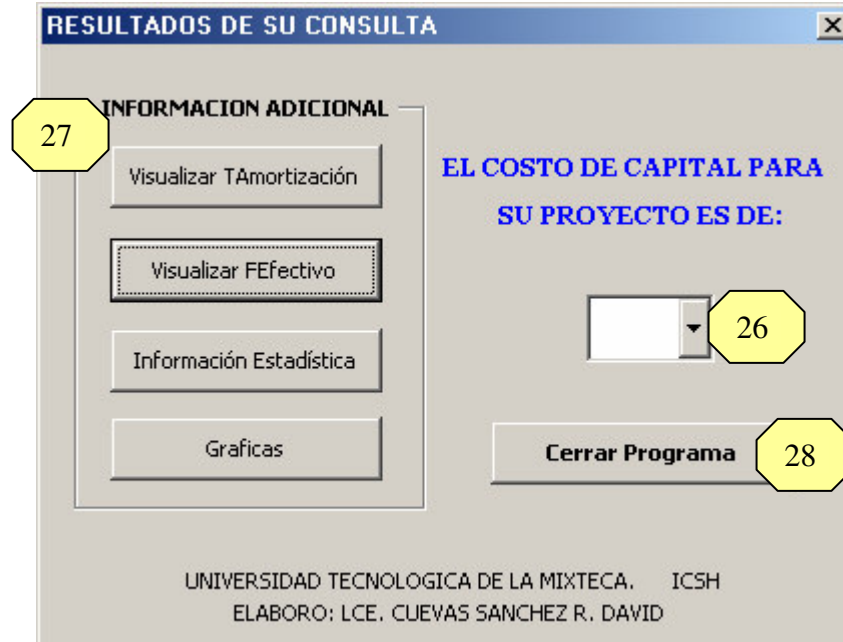 RESULTADOS DE SU CONSULTA
INFORMACION ADICIONAL
27
Visualizar TAmortización
Visualizar FEfectivo
Información Estadística
Graficas
EL COSTO DE CAPITAL PARA
SU PROYECTO ES DE:
26
Cerrar Programa
28
UNIVERSIDAD TECNOLOGICA DE LA MIXTECA. ICSH
ELABORO: LCE. CUEVAS SANCHEZ R. DAVID